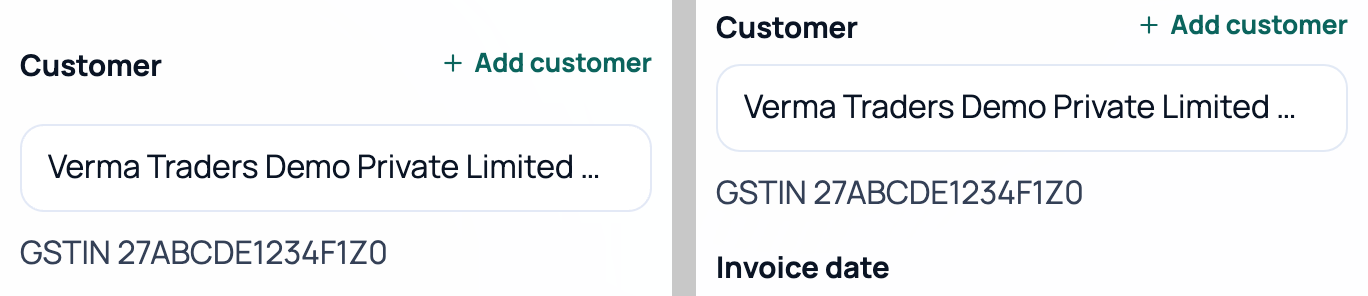 Customer
+ Add customer
Verma Traders Demo Private Limited ...
GSTIN 27ABCDE1234F1Z0
Customer
+ Add customer
Verma Traders Demo Private Limited ...
GSTIN 27ABCDE1234F1Z0
Invoice date